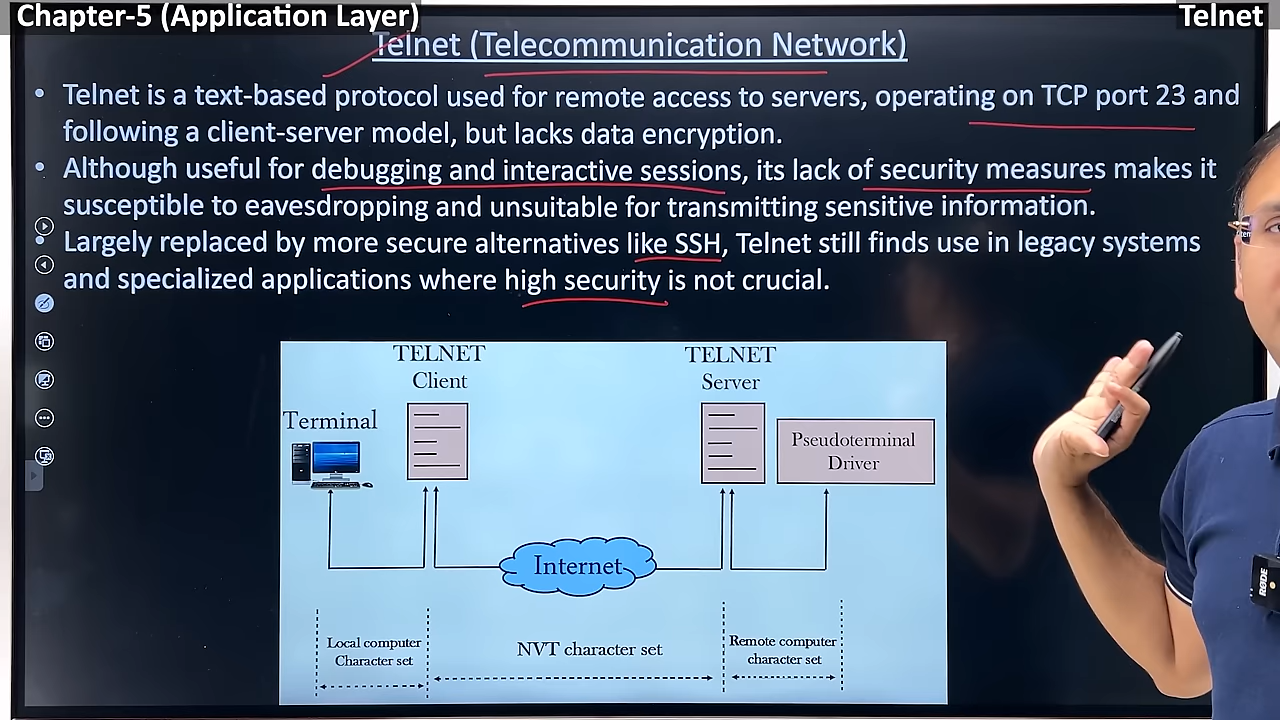 Chapter-5 (Application Layer)
Telnet
Telnet (Telecommunication Network)
• Telnet is a text-based protocol used for remote access to servers, operating on TCP port 23 and
following a client-server model, but lacks data encryption.
• Although useful for debugging and interactive sessions, its lack of security measures makes it
susceptible to eavesdropping and unsuitable for transmitting sensitive information.
• Largely replaced by more secure alternatives like SSH, Telnet still finds use in legacy systems
and specialized applications where high security is not crucial.
TELNET
Client
TELNET
Server
Terminal
Pseudoterminal
Driver
Internet
Local computer
Character set
NVT character set
Remote computer
character set
RØDE